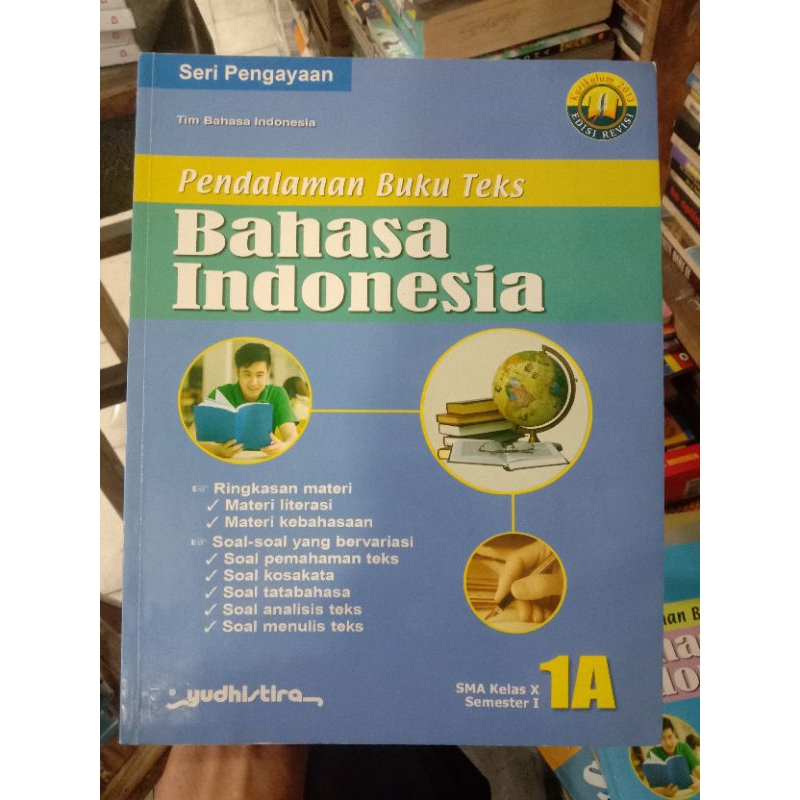 Seri Pengayaan
Tim Bahasa Indonesia
Kurikulum 2013
EDISI REVISI
Pendalaman Buku Teks
Bahasa
Indonesia
Ringkasan materi
✓ Materi literasi
✓ Materi kebahasaan
Soal-soal yang bervariasi
✓ Soal pemahaman teks
✓ Soal kosakata
✓ Soal tatabahasa
✓ Soal analisis teks
✓ Soal menulis teks
yudhistira
SMA Kelas X
Semester I
1A